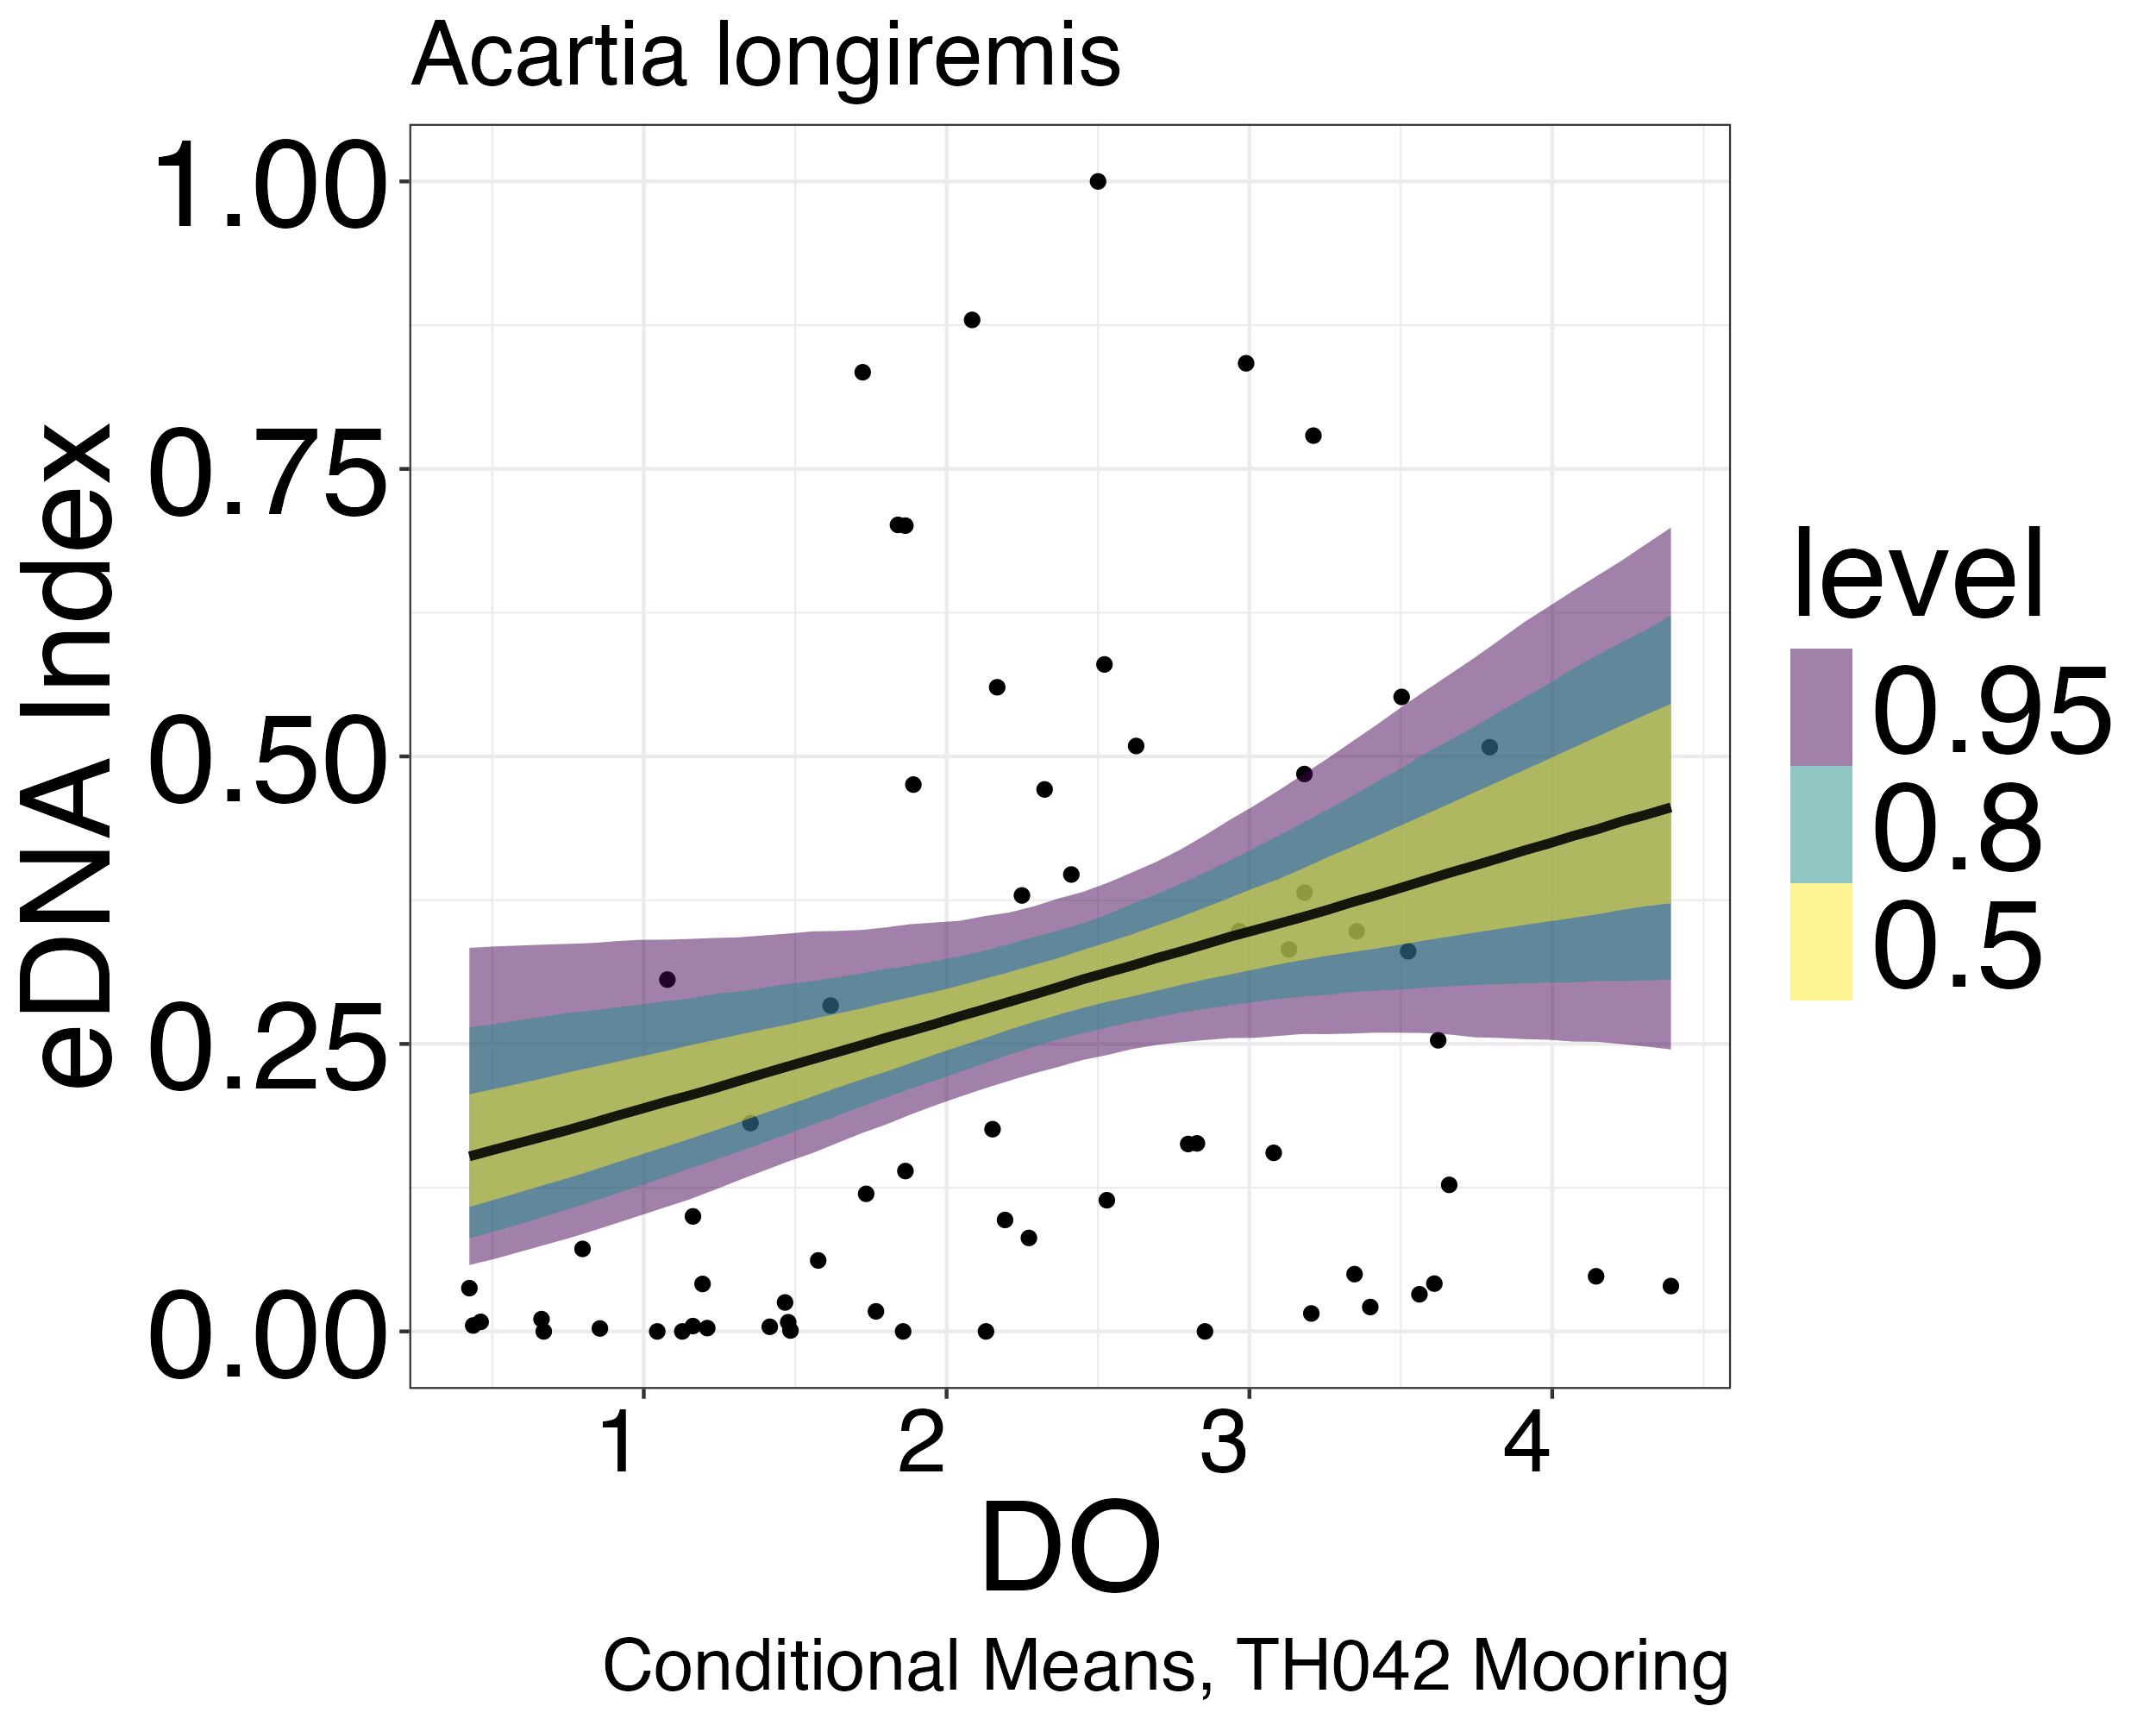 Acartia longiremis
1.00
0.75
0.50
0.25
0.00
eDNA Index
1 2 3 4
DO
Conditional Means, TH042 Mooring
level
0.95
0.8
0.5